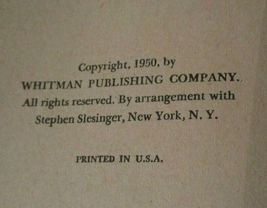 Copyright, 1950, by
WHITMAN PUBLISHING COMPANY.
All rights reserved. By arrangement with
Stephen Slesinger, New York, N. Y.
PRINTED IN U.S.A.